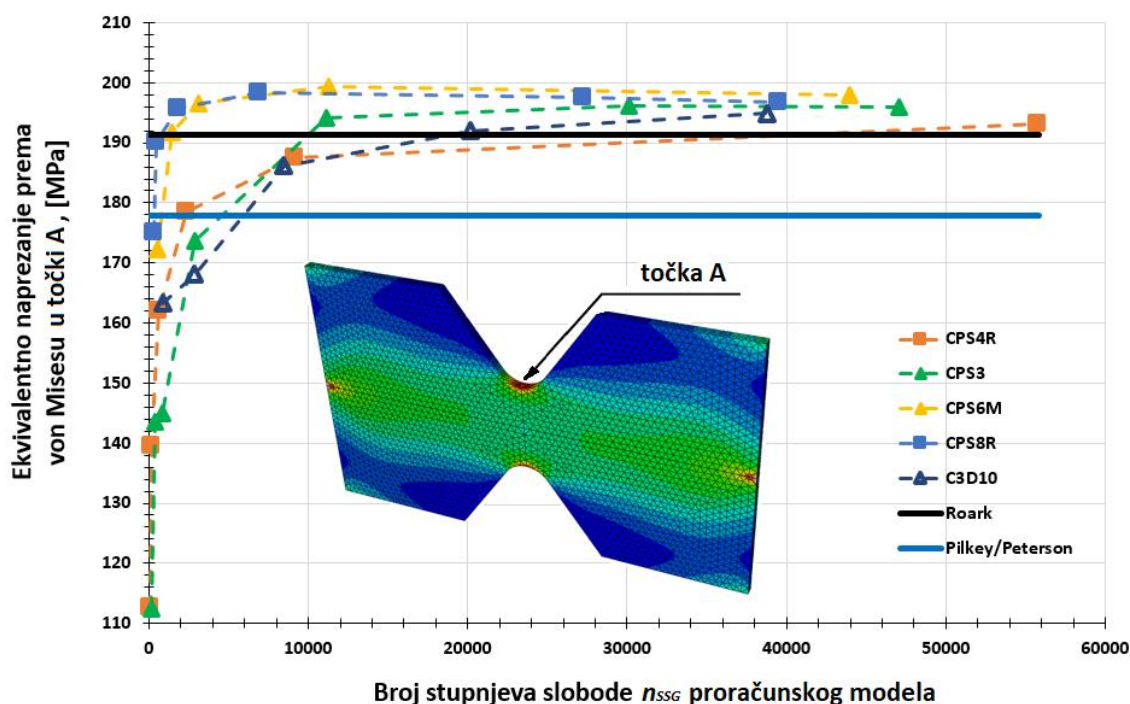 Ekvivalentno naprezanje prema
von Misesu u točki A , [MPa]
210
200
190
180
170
160
150
140
130
120
110
točka A
CPS4R
CPS3
CPS6M
CPS8R
C3D10
Roark
Pilkey/Peterson
0 10000 20000 30000 40000 50000 60000
Broj stupnjeva slobode nSSG proračunskog modela